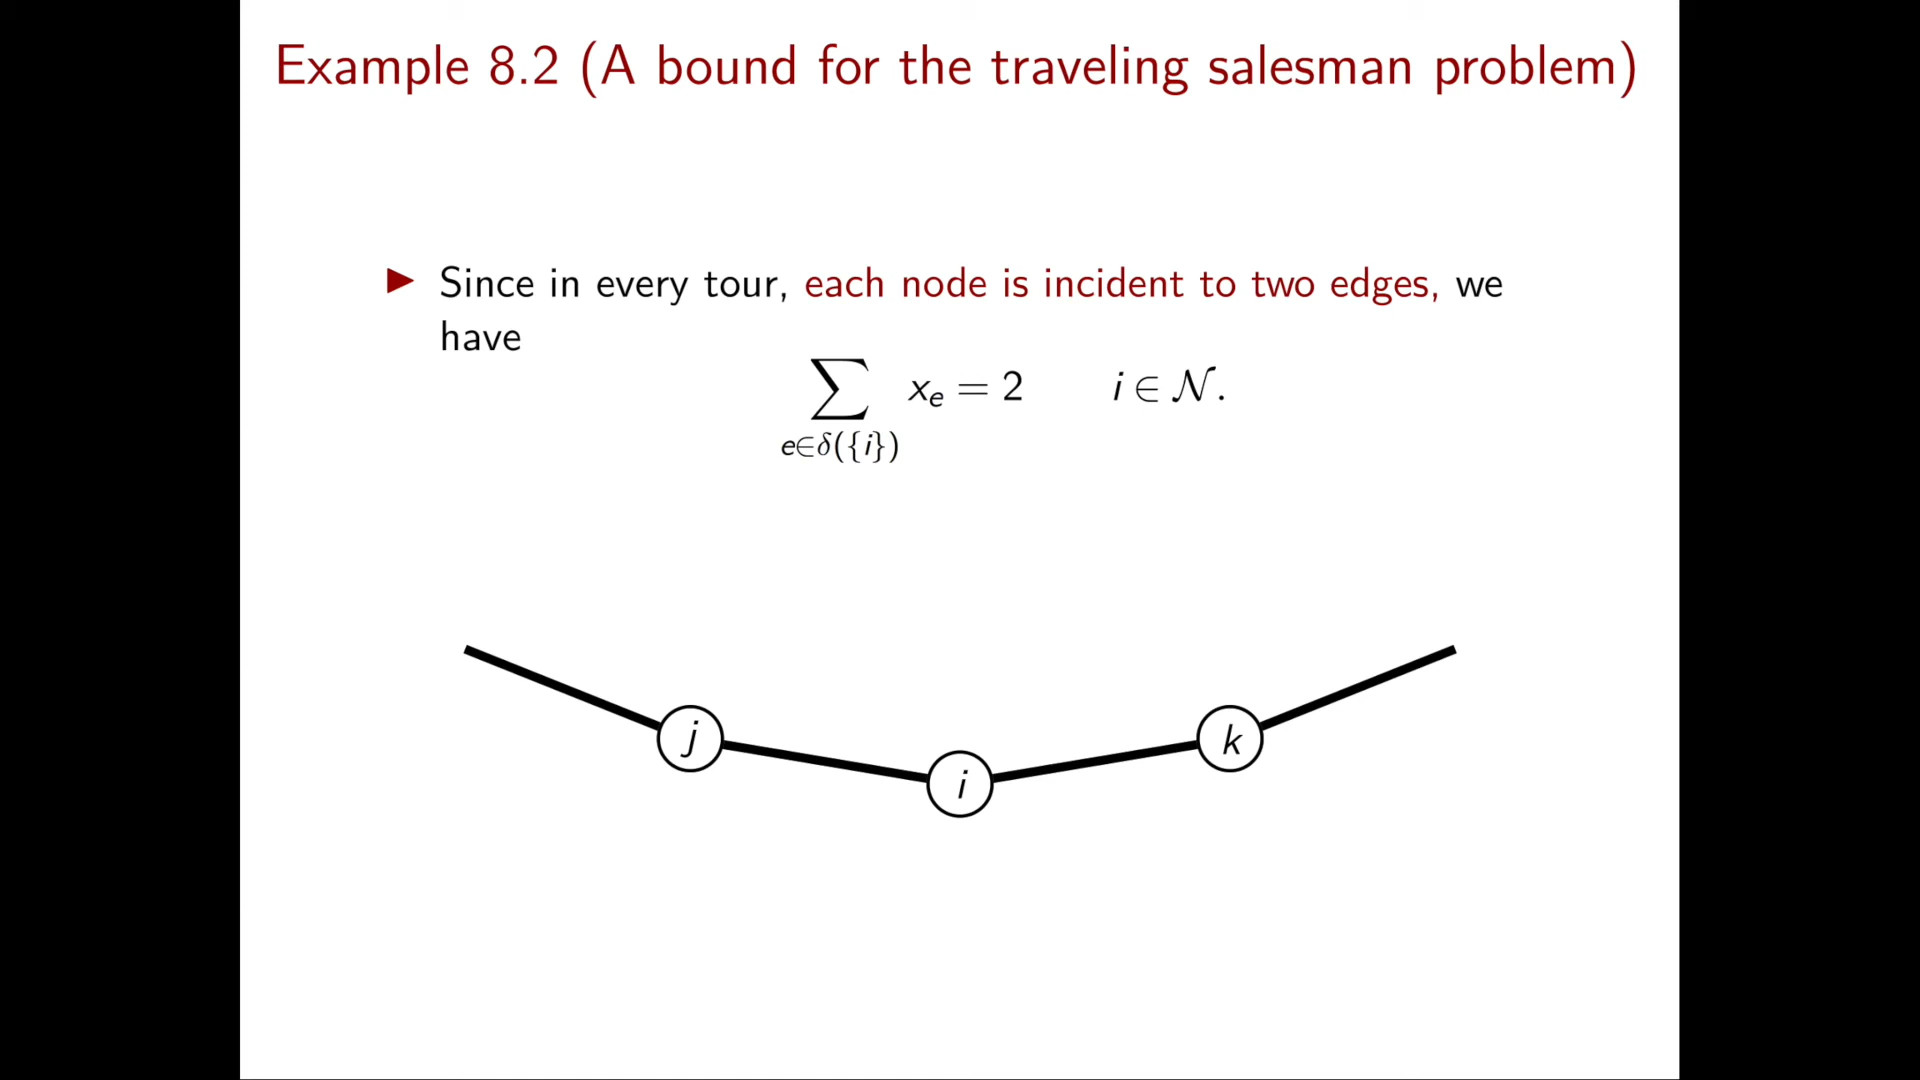 Example 8.2 (A bound for the traveling salesman problem)
▶ Since in every tour, each node is incident to two edges, we
have
∑ xₑ = 2 i ∈ 𝒩.
e∈δ({i})
j
i
k